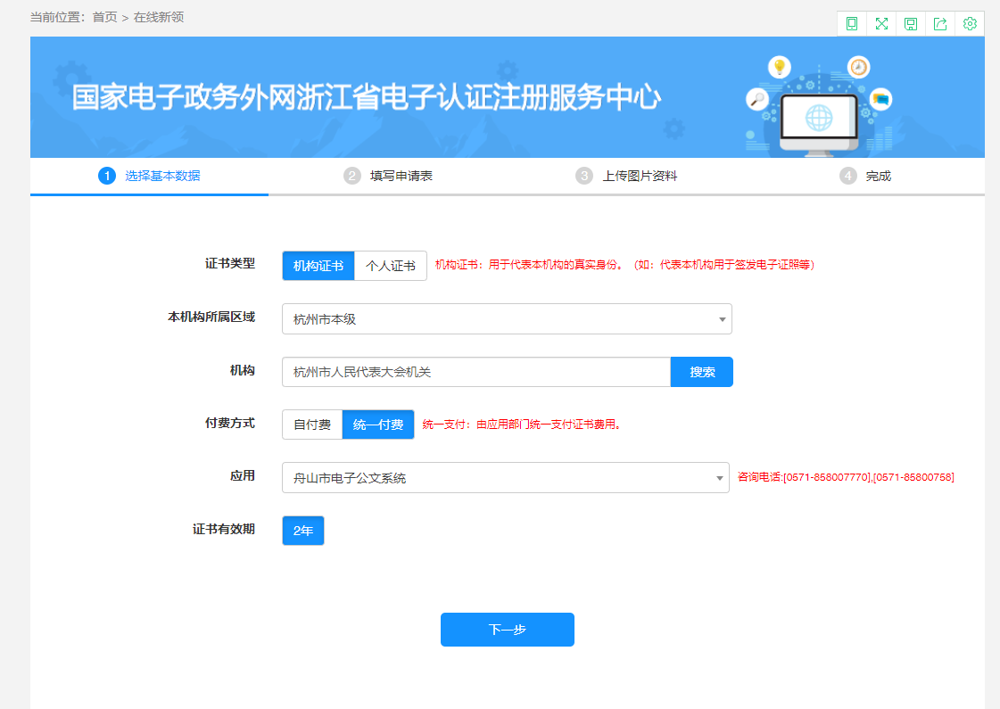 当前位置：首页 > 在线新领
国家电子政务外网浙江省电子认证注册服务中心
1 选择基本数据 2 填写申请表 3 上传图片资料 4 完成
证书类型 机构证书 个人证书 机构证书：用于代表本机构的真实身份。（如：代表本机构用于签发电子证照等）
本机构所属区域 杭州市本级
机构 杭州市人民代表大会机关 搜索
付费方式 自付费 统一付费 统一支付：由应用部门统一支付证书费用。
应用 舟山市电子公文系统 咨询电话:[0571-858007770],[0571-85800758]
证书有效期 2年
下一步